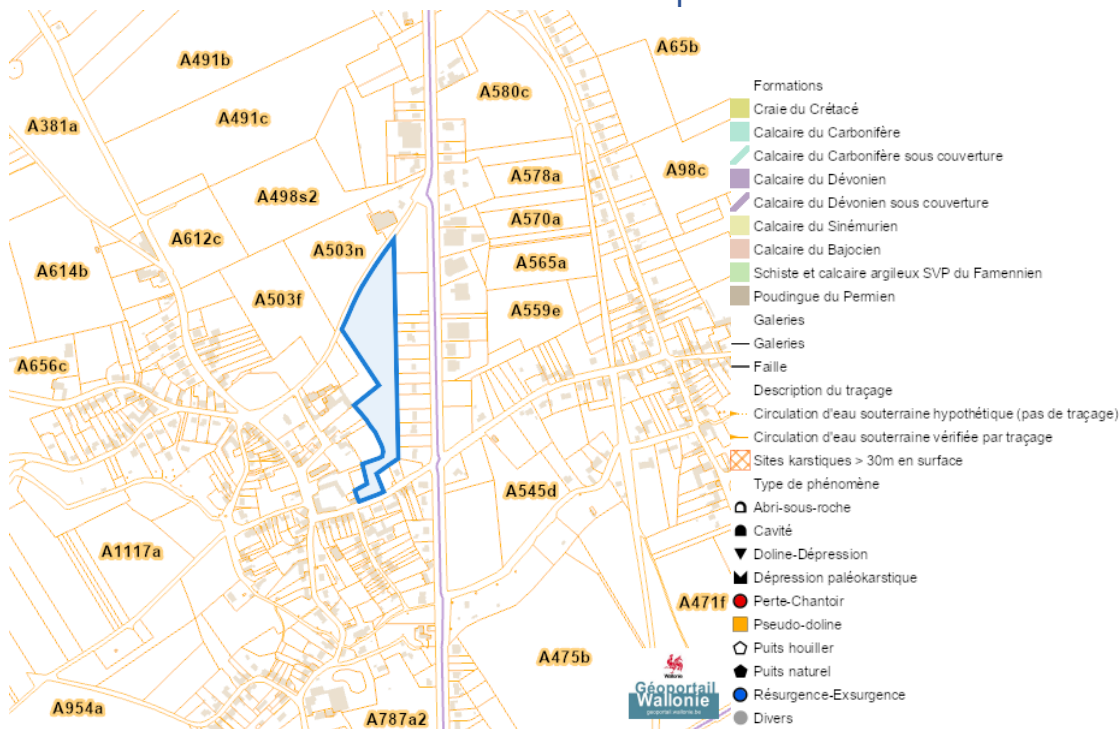 A65b
A491b
A580c
A491c
A381a
A98c
A578a
A498s2
A570a
A612c
A503n
A565a
A614b
A503f
A559e
A656c
A545d
A1117a
A471f
A475b
A954a
A787a2
Formations
Craie du Crétacé
Calcaire du Carbonifère
Calcaire du Carbonifère sous couverture
Calcaire du Dévonien
Calcaire du Dévonien sous couverture
Calcaire du Sinémurien
Calcaire du Bajocien
Schiste et calcaire argileux SVP du Famennien
Poudingue du Permien
Galeries
Galeries
Faille
Description du traçage
Circulation d'eau souterraine hypothétique (pas de traçage)
Circulation d'eau souterraine vérifiée par traçage
Sites karstiques > 30m en surface
Type de phénomène
Abri-sous-roche
Cavité
Doline-Dépression
Dépression paléokarstique
Perte-Chantoir
Pseudo-doline
Puits houiller
Puits naturel
Résurgence-Exsurgence
Divers
Wallonie
Géoportail
Wallonie
geoportail.wallonie.be